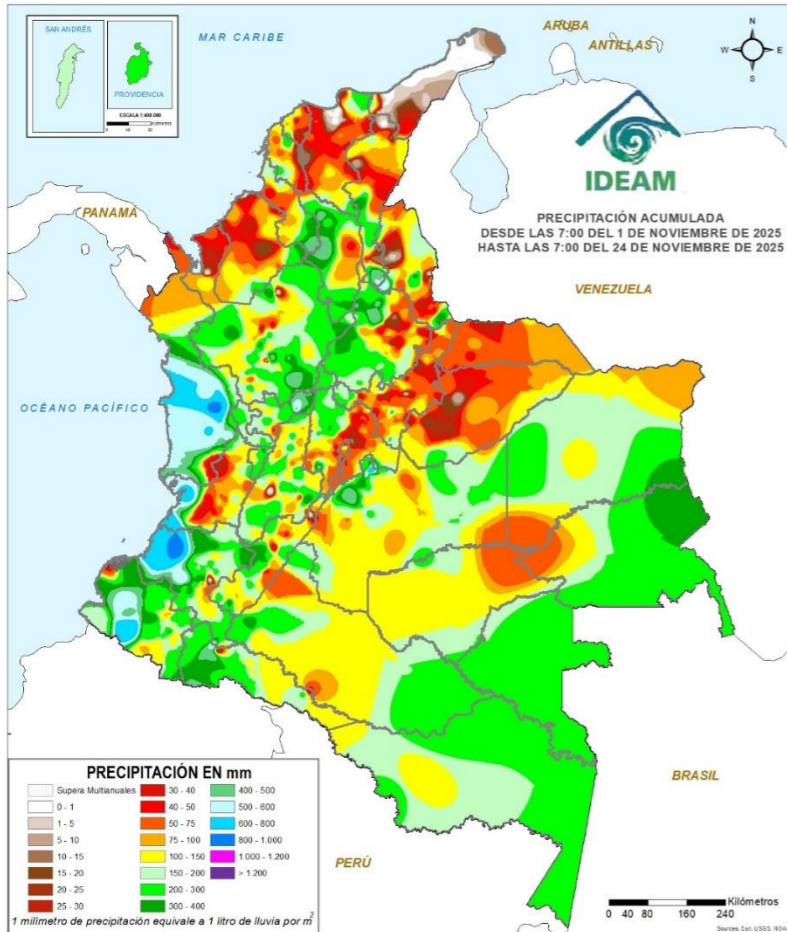 SAN ANDRÉS
PROVIDENCIA
ESCALA 1:400.000
Kilómetros
MAR CARIBE
ARUBA
ANTILLAS
N
W
E
S
IDEAM
PRECIPITACIÓN ACUMULADA
DESDE LAS 7:00 DEL 1 DE NOVIEMBRE DE 2025
HASTA LAS 7:00 DEL 24 DE NOVIEMBRE DE 2025
PANAMÁ
VENEZUELA
OCÉANO PACÍFICO
BRASIL
PERÚ
PRECIPITACIÓN EN mm
Supera Multianuales
0 - 1
1 - 5
5 - 10
10 - 15
15 - 20
20 - 25
25 - 30
30 - 40
40 - 50
50 - 75
75 - 100
100 - 150
150 - 200
200 - 300
300 - 400
400 - 500
500 - 600
600 - 800
800 - 1.000
1.000 - 1.200
> 1.200
1 milímetro de precipitación equivale a 1 litro de lluvia por m2
Kilómetros
0 40 80 160 240
Sources: Esri, USGS, NOAA